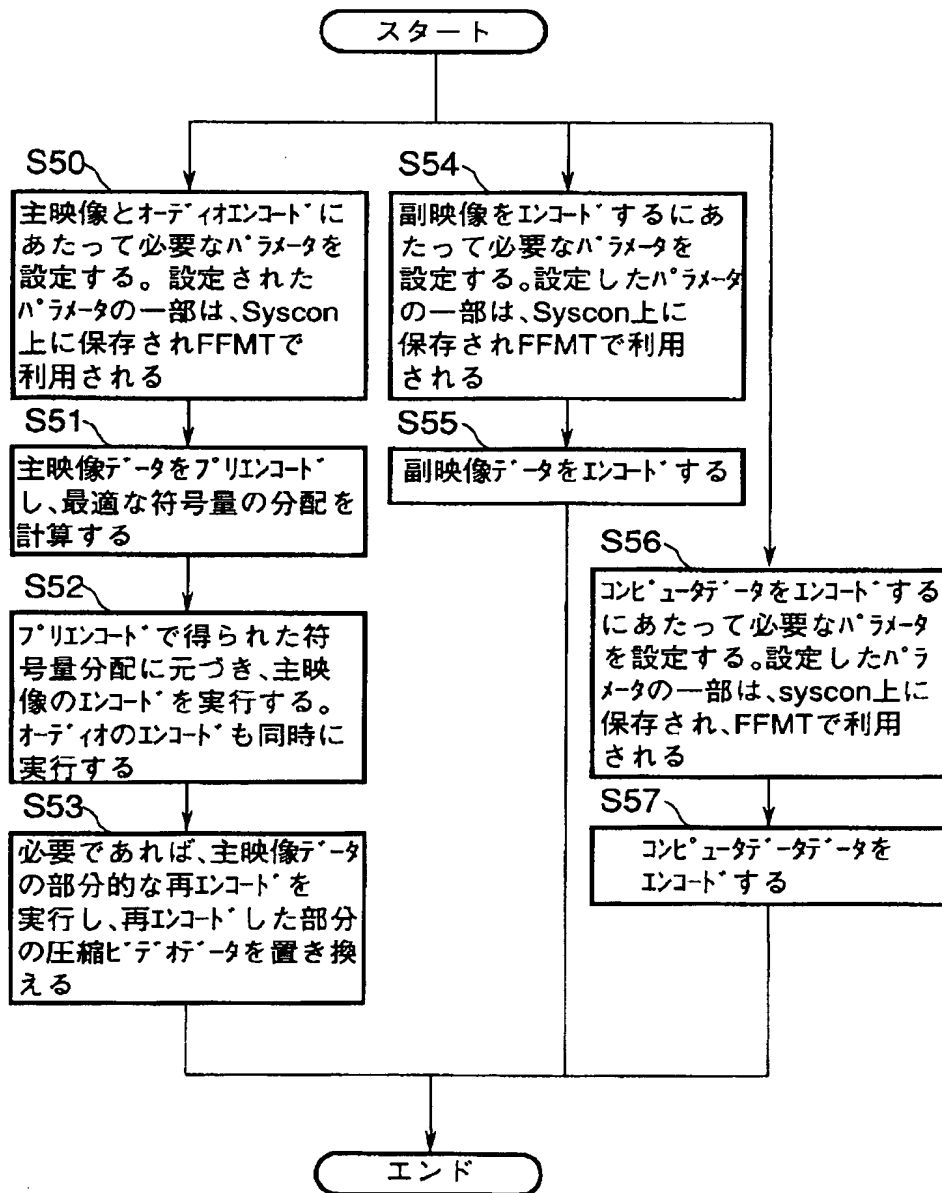 スタート
S50
主映像とオーディオエンコードに
あたって必要なパラメータを
設定する。設定された
パラメータの一部は、Syscon
上に保存されFFMTで
利用される
S51
主映像データをプリエンコード
し、最適な符号量の分配を
計算する
S52
プリエンコードで得られた符
号量分配に元づき、主映
像のエンコードを実行する。
オーディオのエンコードも同時に
実行する
S53
必要であれば、主映像データ
の部分的な再エンコードを
実行し、再エンコードした部分
の圧縮ビデオデータを置き換
える
S54
副映像をエンコードするにあ
たって必要なパラメータを
設定する。設定したパラメータ
の一部は、Syscon上に
保存されFFMTで利用
される
S55
副映像データをエンコードする
S56
コンピュータデータをエンコードする
にあたって必要なパラメータ
を設定する。設定したパラ
メータの一部は、syscon上に
保存され、FFMTで利用
される
S57
コンピュータデータデータを
エンコードする
エンド